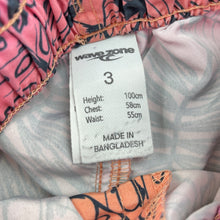 wave zone
3
Height: 100cm
Chest: 58cm
Waist: 55cm
MADE IN
BANGLADESH